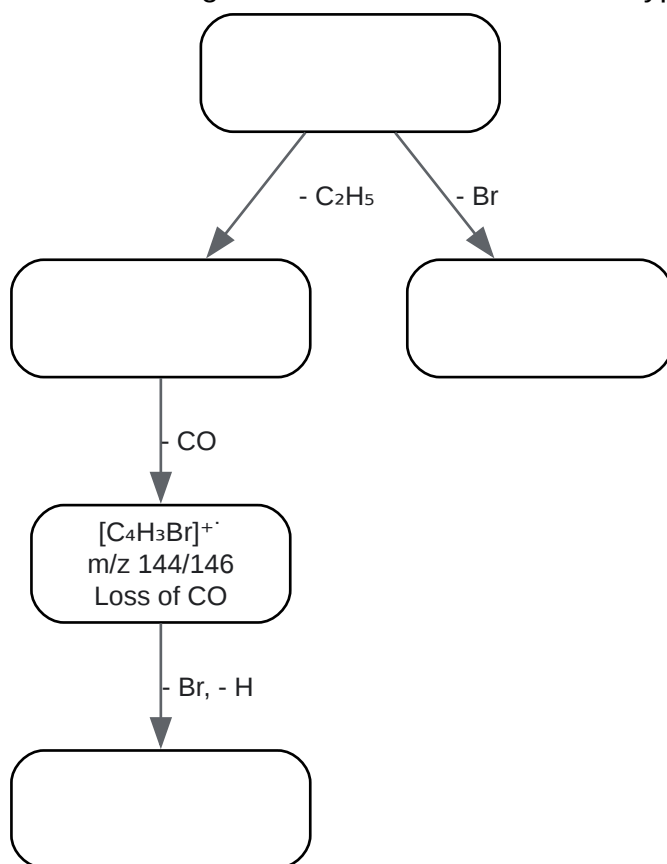 - C₂H₅
- Br
- CO
[C₄H₃Br]⁺˙
m/z 144/146
Loss of CO
- Br, - H